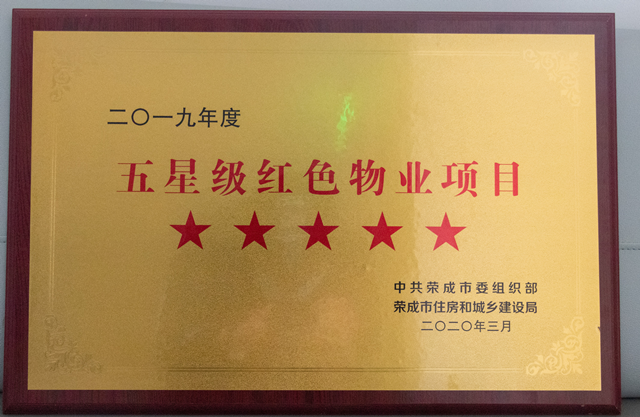 二〇一九年度
五星级红色物业项目
中共荣成市委组织部
荣成市住房和城乡建设局
二〇二〇年三月